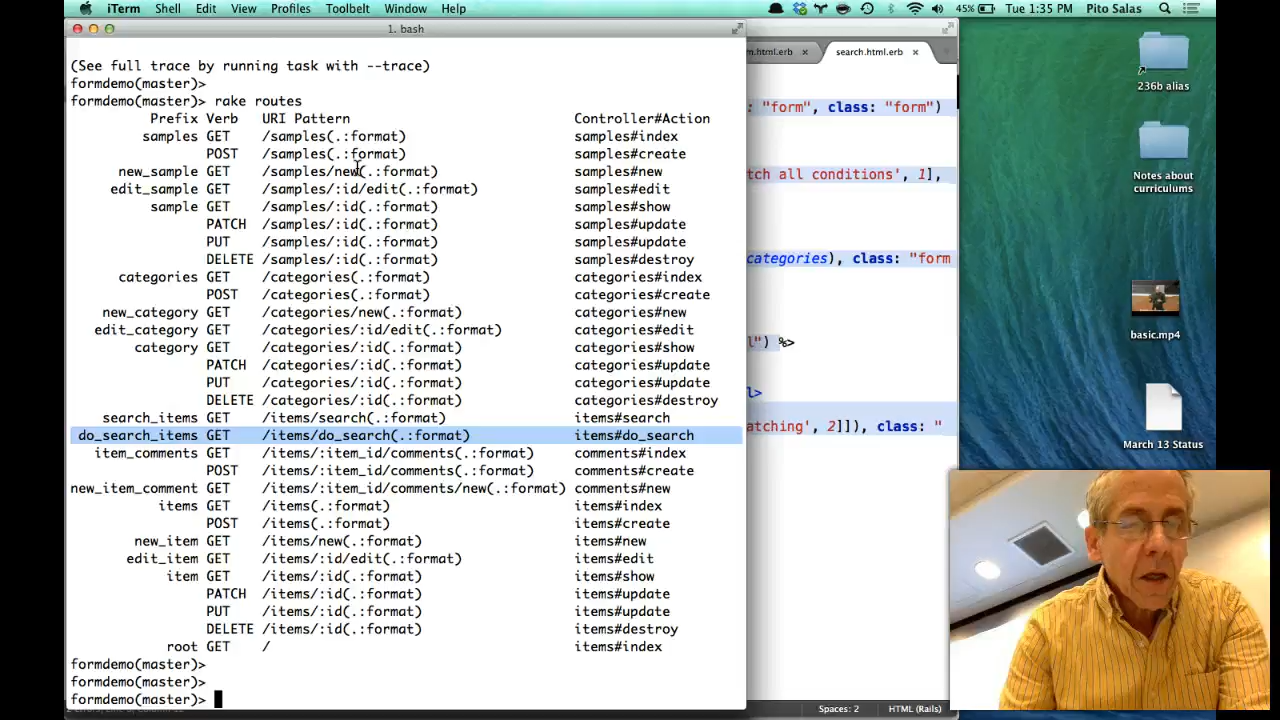 iTerm Shell Edit View Profiles Toolbelt Window Help 45% Tue 1:35 PM Pito Salas
1. bash
(See full trace by running task with --trace)
formdemo(master)>
formdemo(master)> rake routes
Prefix Verb URI Pattern Controller#Action
samples GET /samples(.:format) samples#index
POST /samples(.:format) samples#create
new_sample GET /samples/new(.:format) samples#new
edit_sample GET /samples/:id/edit(.:format) samples#edit
sample GET /samples/:id(.:format) samples#show
PATCH /samples/:id(.:format) samples#update
PUT /samples/:id(.:format) samples#update
DELETE /samples/:id(.:format) samples#destroy
categories GET /categories(.:format) categories#index
POST /categories(.:format) categories#create
new_category GET /categories/new(.:format) categories#new
edit_category GET /categories/:id/edit(.:format) categories#edit
category GET /categories/:id(.:format) categories#show
PATCH /categories/:id(.:format) categories#update
PUT /categories/:id(.:format) categories#update
DELETE /categories/:id(.:format) categories#destroy
search_items GET /items/search(.:format) items#search
do_search_items GET /items/do_search(.:format) items#do_search
item_comments GET /items/:item_id/comments(.:format) comments#index
POST /items/:item_id/comments(.:format) comments#create
new_item_comment GET /items/:item_id/comments/new(.:format) comments#new
items GET /items(.:format) items#index
POST /items(.:format) items#create
new_item GET /items/new(.:format) items#new
edit_item GET /items/:id/edit(.:format) items#edit
item GET /items/:id(.:format) items#show
PATCH /items/:id(.:format) items#update
PUT /items/:id(.:format) items#update
DELETE /items/:id(.:format) items#destroy
root GET / items#index
formdemo(master)>
formdemo(master)>
formdemo(master)>
m.html.erb search.html.erb
: "form", class: "form")
tch all conditions', 1],
categories), class: "form
l") %>
l>
atching', 2]]), class: "
Spaces: 2 HTML (Rails)
236b alias
Notes about
curriculums
basic.mp4
March 13 Status